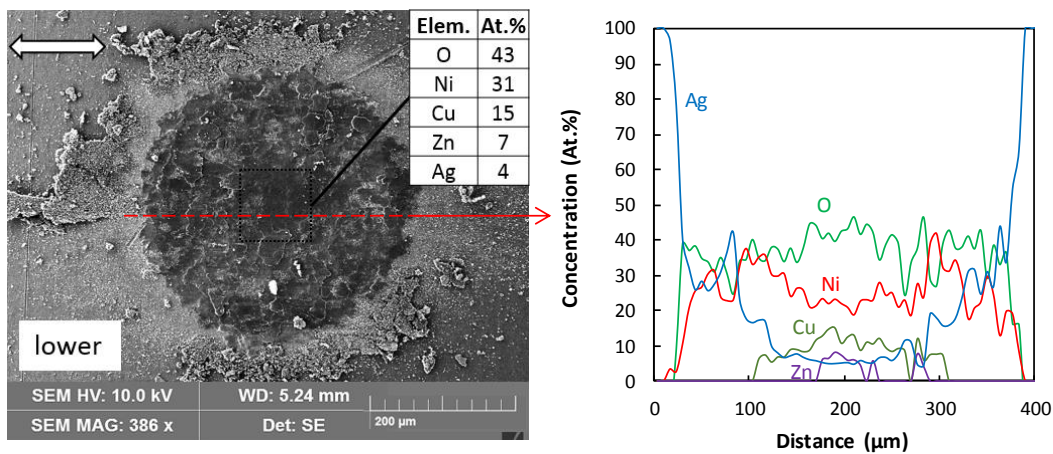 Elem. At.%
O 43
Ni 31
Cu 15
Zn 7
Ag 4
lower
SEM HV: 10.0 kV WD: 5.24 mm
SEM MAG: 386 x Det: SE 200 µm
100
90
80
70
60
50
40
30
20
10
0
Concentration (At.%)
Ag
O
Ni
Cu
Zn
0 100 200 300 400
Distance (µm)